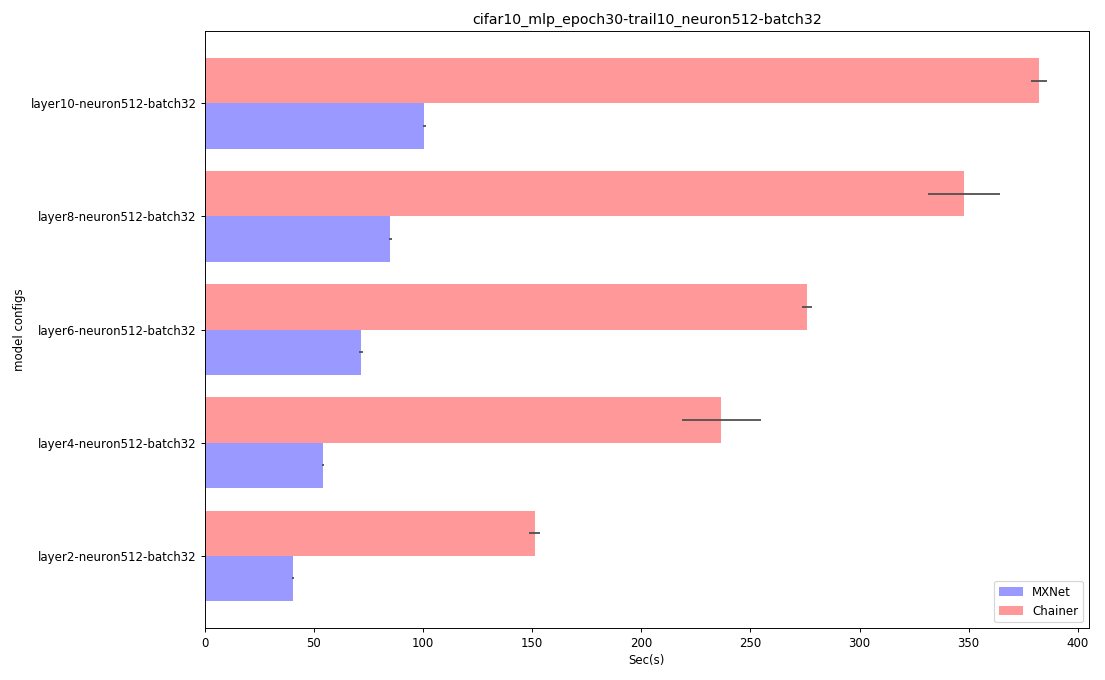 cifar10_mlp_epoch30-trail10_neuron512-batch32
model configs
layer10-neuron512-batch32
layer8-neuron512-batch32
layer6-neuron512-batch32
layer4-neuron512-batch32
layer2-neuron512-batch32
MXNet
Chainer
0 50 100 150 200 250 300 350 400
Sec(s)